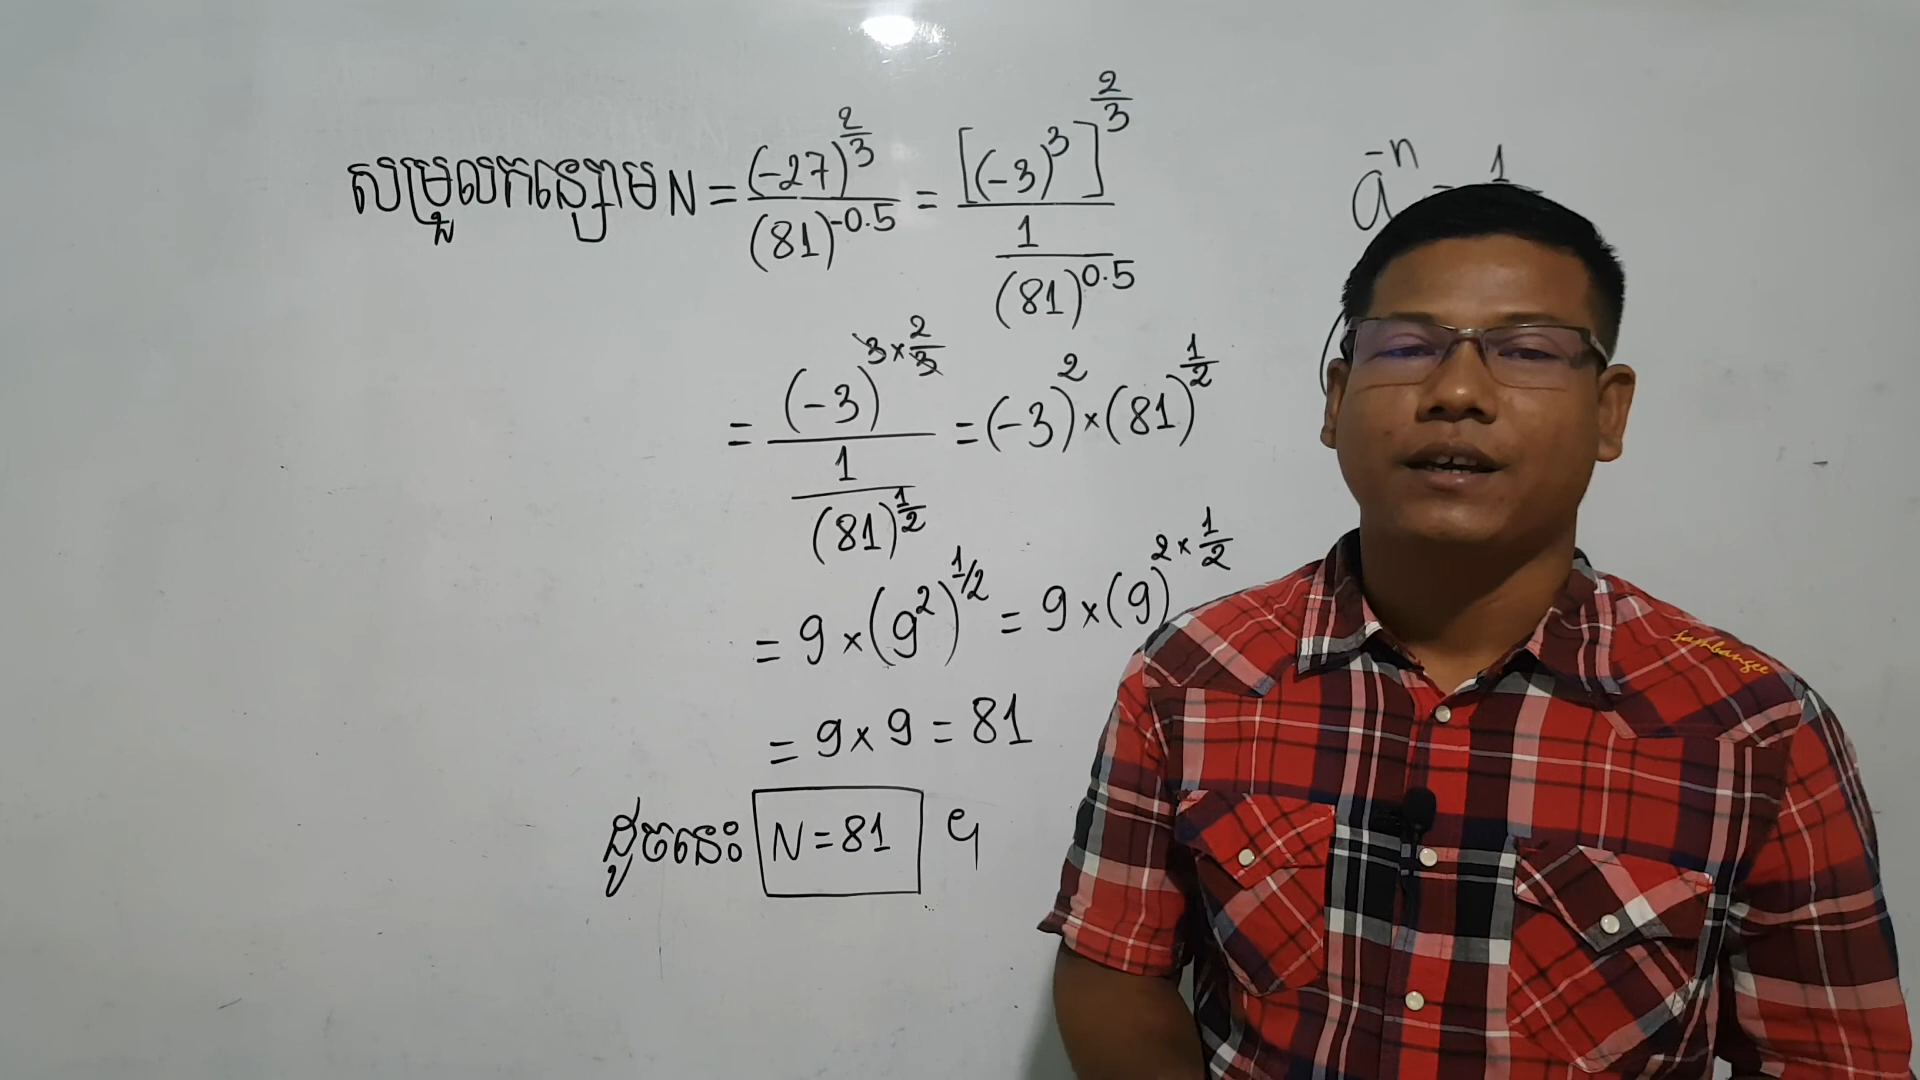 សម្រួលកន្សោម N = (-27)^(2/3) / (81)^(-0.5) = [(-3)^3]^(2/3) / (1 / (81)^(0.5))
= (-3)^(3×2/3) / (1 / (81)^(1/2)) = (-3)^2 × (81)^(1/2)
= 9 × (9^2)^(1/2) = 9 × (9)^(2×1/2)
= 9 × 9 = 81
ដូចនេះ N = 81 ។
a^(-n) = 1